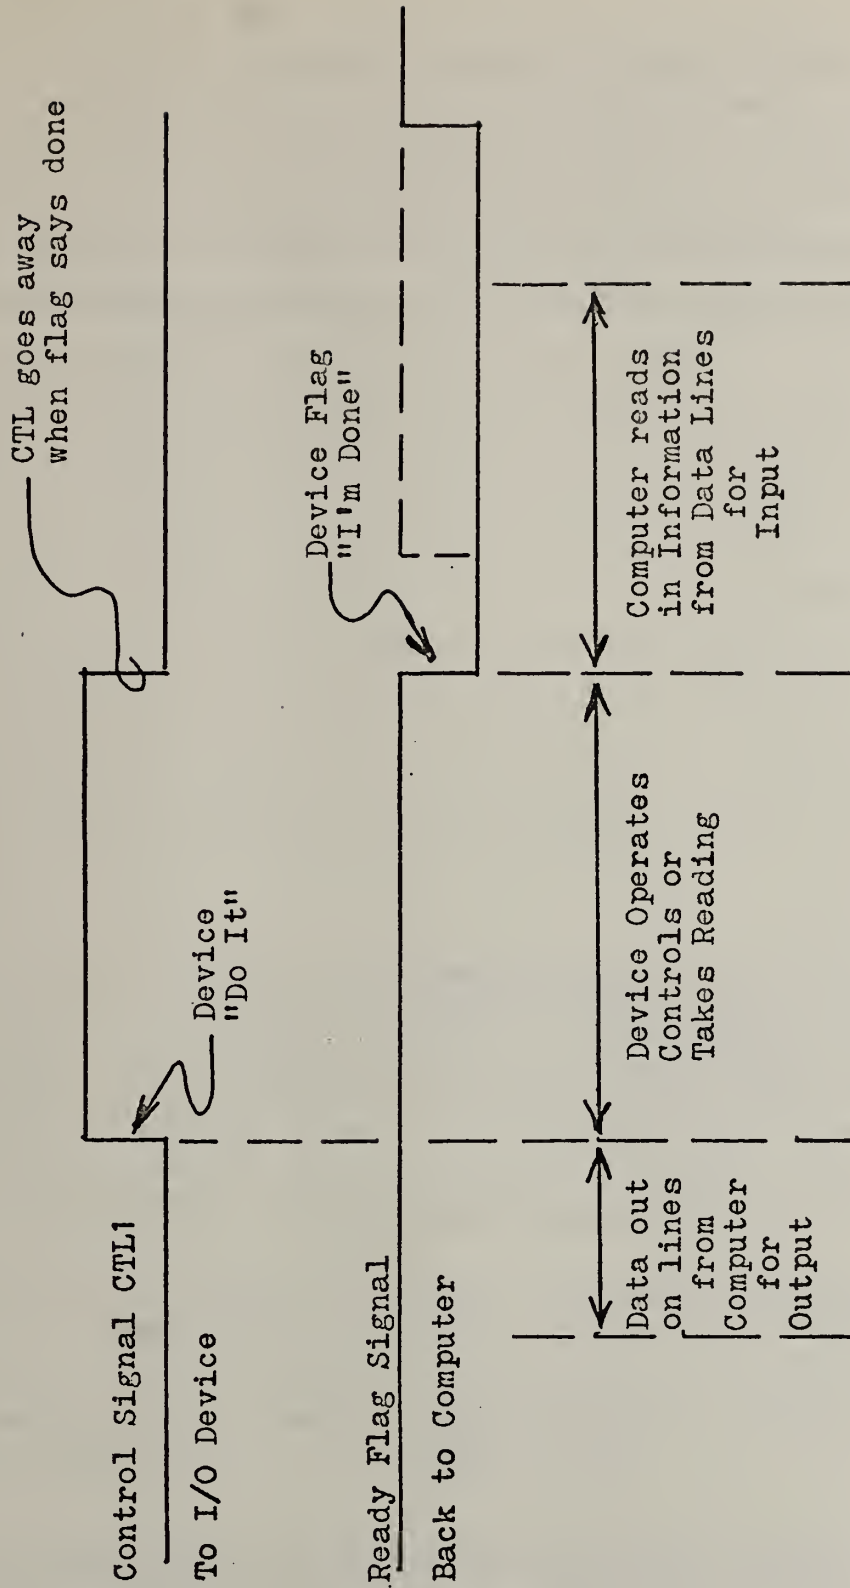 CTL goes away
when flag says done
Control Signal CTL1
To I/O Device
Device
"Do It"
Ready Flag Signal
Back to Computer
Device Flag
"I'm Done"
Data out
on lines
from
Computer
for
Output
Device Operates
Controls or
Takes Reading
Computer reads
in Information
from Data Lines
for
Input